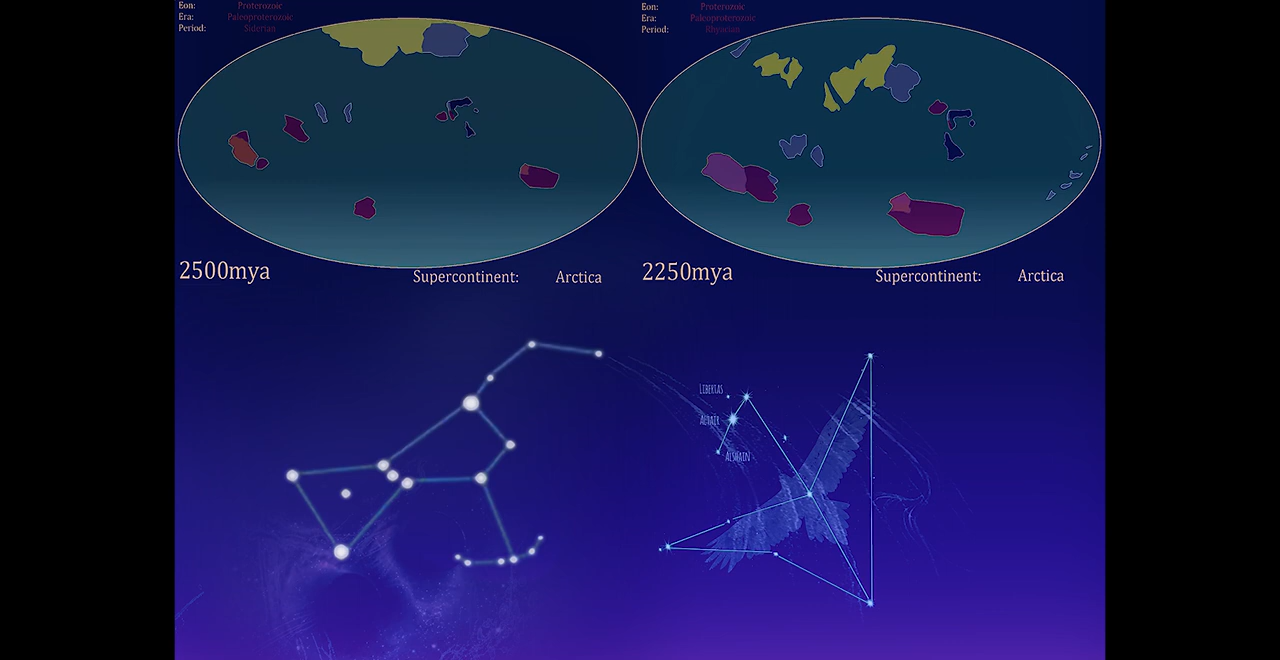 Eon: Proterozoic
Era: Paleoproterozoic
Period: Siderian
2500mya
Supercontinent: Arctica
Eon: Proterozoic
Era: Paleoproterozoic
Period: Rhyacian
2250mya
Supercontinent: Arctica
LIBERTAS
ALTAIR
ALSHAIN